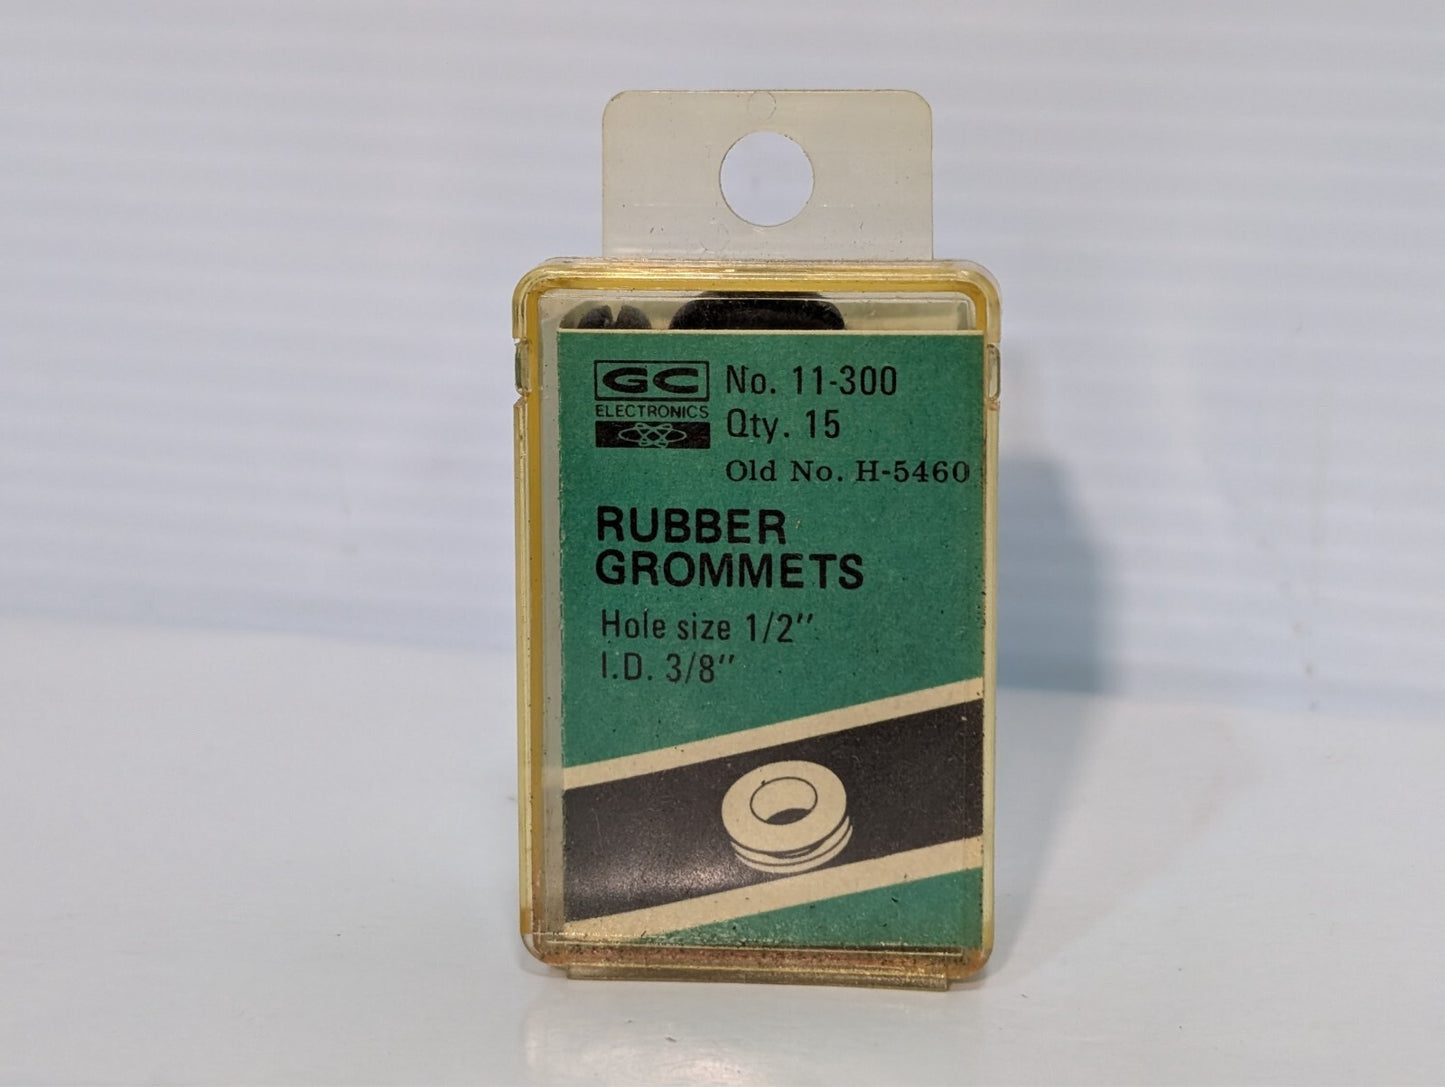 GC
ELECTRONICS
No. 11-300
Qty. 15
Old No. H-5460
RUBBER
GROMMETS
Hole size 1/2"
I.D. 3/8"